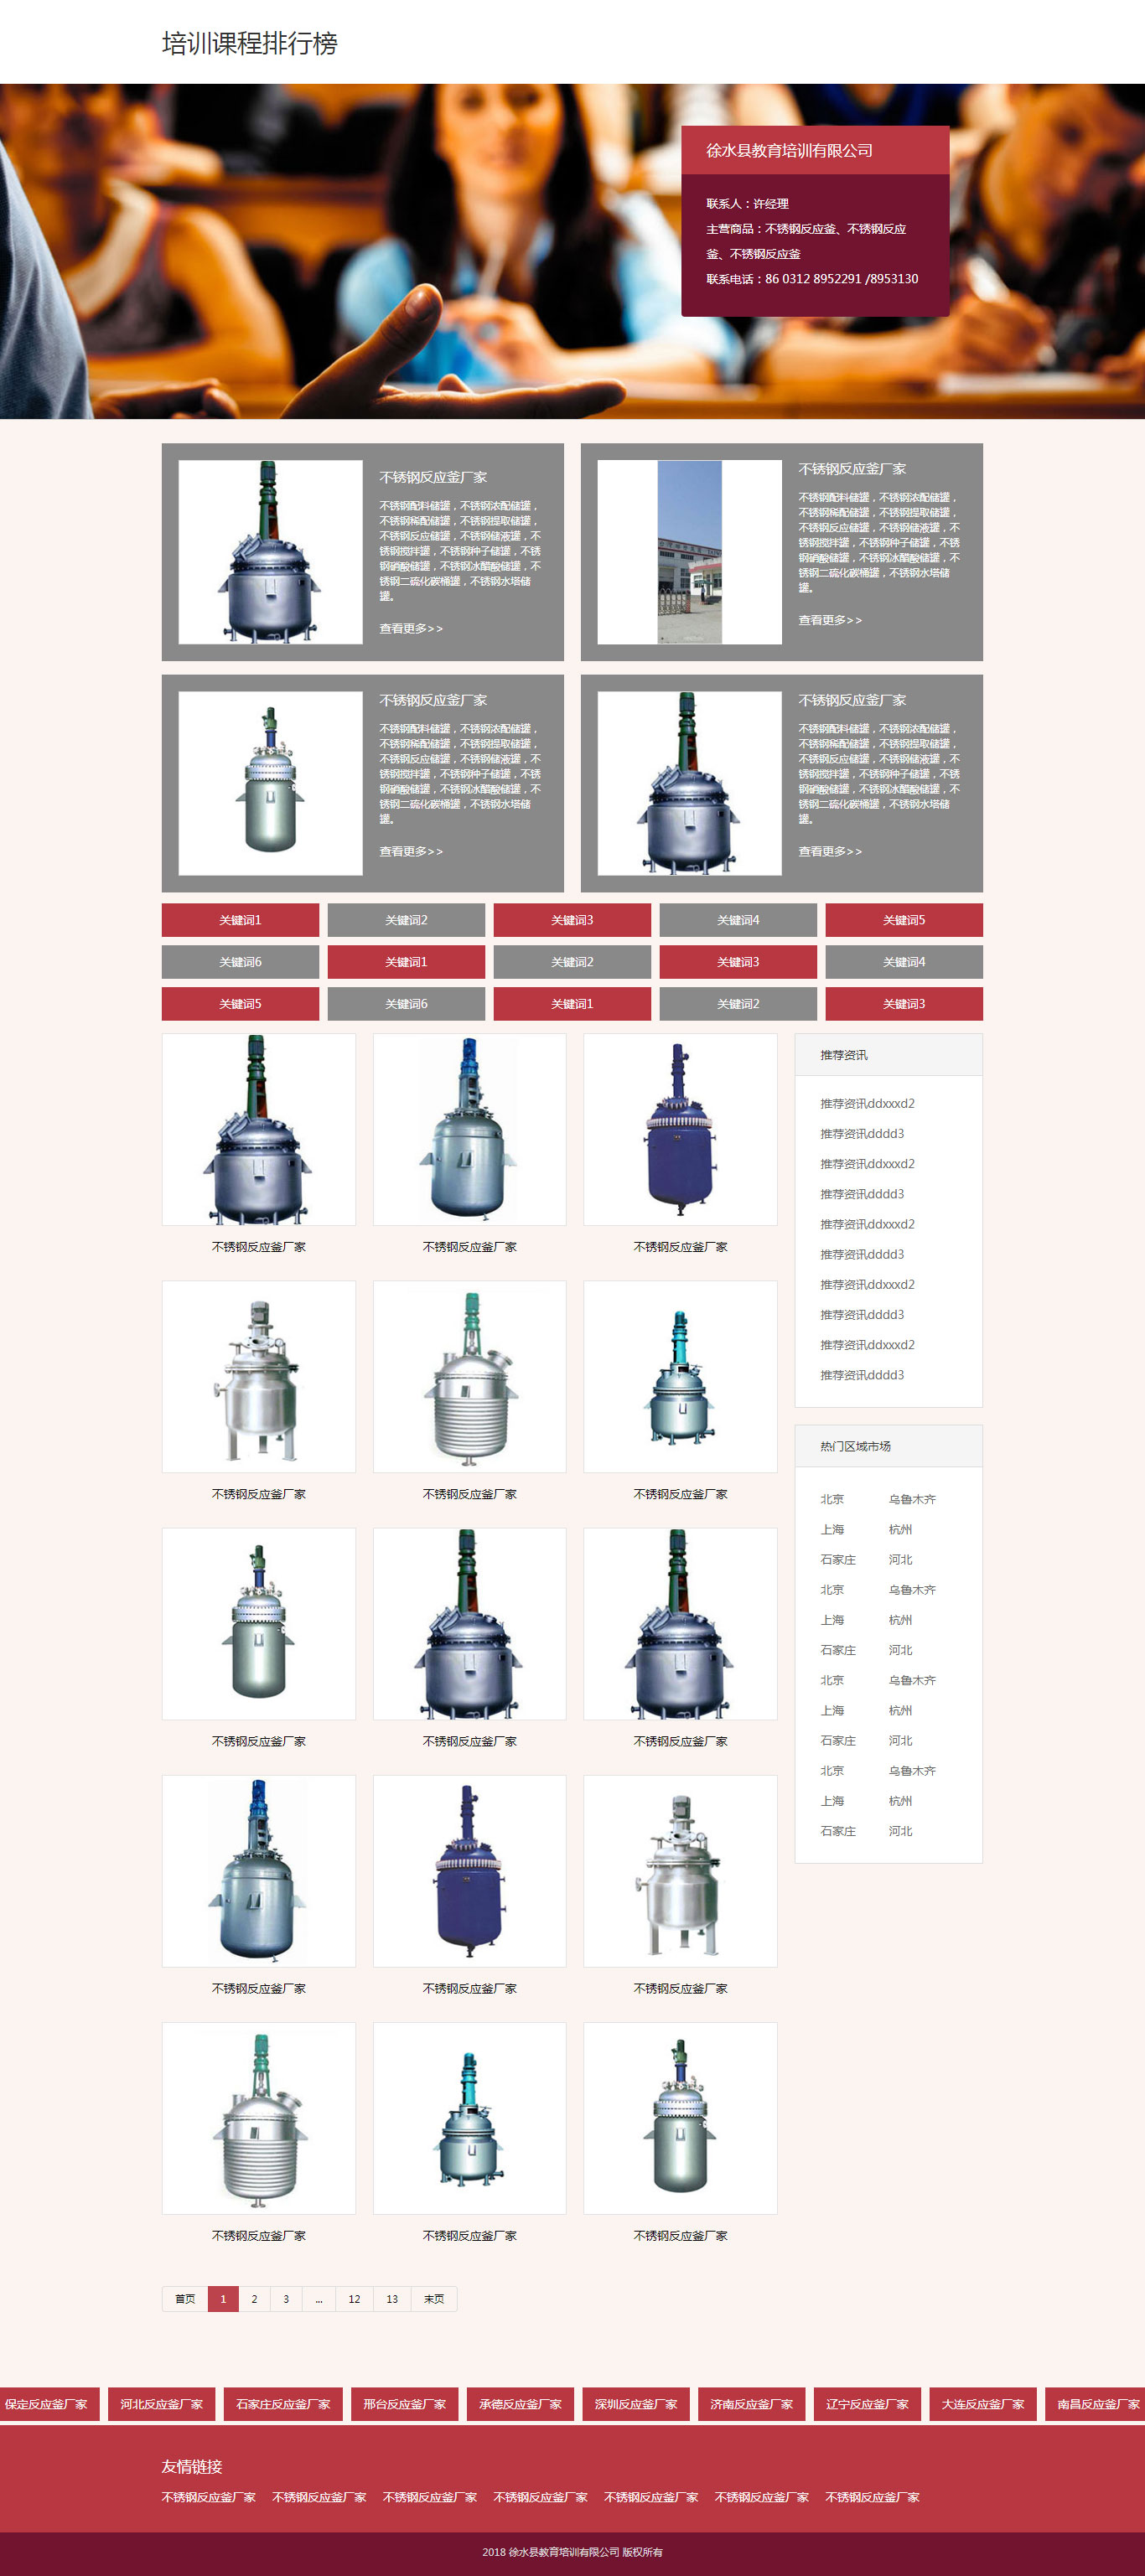 培训课程排行榜
徐水县教育培训有限公司
联系人：许经理
主营商品：不锈钢反应釜、不锈钢反应
釜、不锈钢反应釜
联系电话：86 0312 8952291 /8953130
不锈钢反应釜厂家
不锈钢配料储罐，不锈钢浓配储罐，
不锈钢稀配储罐，不锈钢提取储罐，
不锈钢反应储罐，不锈钢储液罐，不
锈钢搅拌罐，不锈钢种子储罐，不锈
钢硝酸储罐，不锈钢冰醋酸储罐，不
锈钢二硫化碳桶罐，不锈钢水塔储
罐。
查看更多>>
不锈钢反应釜厂家
不锈钢配料储罐，不锈钢浓配储罐，
不锈钢稀配储罐，不锈钢提取储罐，
不锈钢反应储罐，不锈钢储液罐，不
锈钢搅拌罐，不锈钢种子储罐，不锈
钢硝酸储罐，不锈钢冰醋酸储罐，不
锈钢二硫化碳桶罐，不锈钢水塔储
罐。
查看更多>>
不锈钢反应釜厂家
不锈钢配料储罐，不锈钢浓配储罐，
不锈钢稀配储罐，不锈钢提取储罐，
不锈钢反应储罐，不锈钢储液罐，不
锈钢搅拌罐，不锈钢种子储罐，不锈
钢硝酸储罐，不锈钢冰醋酸储罐，不
锈钢二硫化碳桶罐，不锈钢水塔储
罐。
查看更多>>
不锈钢反应釜厂家
不锈钢配料储罐，不锈钢浓配储罐，
不锈钢稀配储罐，不锈钢提取储罐，
不锈钢反应储罐，不锈钢储液罐，不
锈钢搅拌罐，不锈钢种子储罐，不锈
钢硝酸储罐，不锈钢冰醋酸储罐，不
锈钢二硫化碳桶罐，不锈钢水塔储
罐。
查看更多>>
关键词1 关键词2 关键词3 关键词4 关键词5
关键词6 关键词1 关键词2 关键词3 关键词4
关键词5 关键词6 关键词1 关键词2 关键词3
不锈钢反应釜厂家 不锈钢反应釜厂家 不锈钢反应釜厂家
不锈钢反应釜厂家 不锈钢反应釜厂家 不锈钢反应釜厂家
不锈钢反应釜厂家 不锈钢反应釜厂家 不锈钢反应釜厂家
不锈钢反应釜厂家 不锈钢反应釜厂家 不锈钢反应釜厂家
不锈钢反应釜厂家 不锈钢反应釜厂家 不锈钢反应釜厂家
推荐资讯
推荐资讯ddxxxd2
推荐资讯dddd3
推荐资讯ddxxxd2
推荐资讯dddd3
推荐资讯ddxxxd2
推荐资讯dddd3
推荐资讯ddxxxd2
推荐资讯dddd3
推荐资讯ddxxxd2
推荐资讯dddd3
热门区域市场
北京 乌鲁木齐
上海 杭州
石家庄 河北
北京 乌鲁木齐
上海 杭州
石家庄 河北
北京 乌鲁木齐
上海 杭州
石家庄 河北
北京 乌鲁木齐
上海 杭州
石家庄 河北
首页 1 2 3 ... 12 13 末页
保定反应釜厂家 河北反应釜厂家 石家庄反应釜厂家 邢台反应釜厂家 承德反应釜厂家 深圳反应釜厂家 济南反应釜厂家 辽宁反应釜厂家 大连反应釜厂家 南昌反应釜厂家
友情链接
不锈钢反应釜厂家 不锈钢反应釜厂家 不锈钢反应釜厂家 不锈钢反应釜厂家 不锈钢反应釜厂家 不锈钢反应釜厂家 不锈钢反应釜厂家
2018 徐水县教育培训有限公司 版权所有